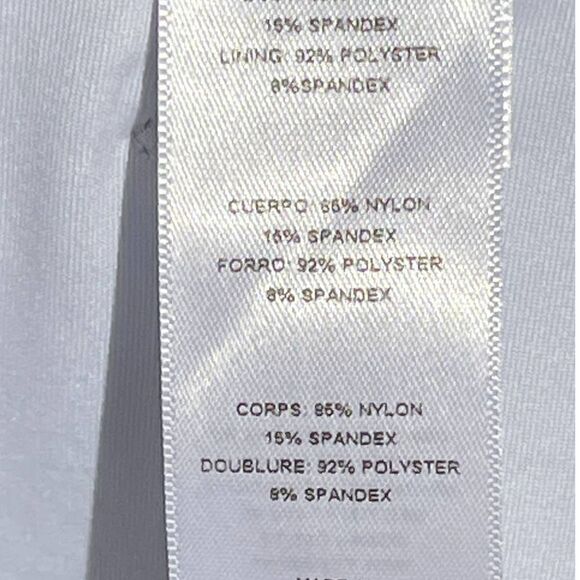 15% SPANDEX
LINING: 92% POLYSTER
8%SPANDEX
CUERPO: 85% NYLON
15% SPANDEX
FORRO: 92% POLYSTER
8% SPANDEX
CORPS: 85% NYLON
15% SPANDEX
DOUBLURE: 92% POLYSTER
8% SPANDEX